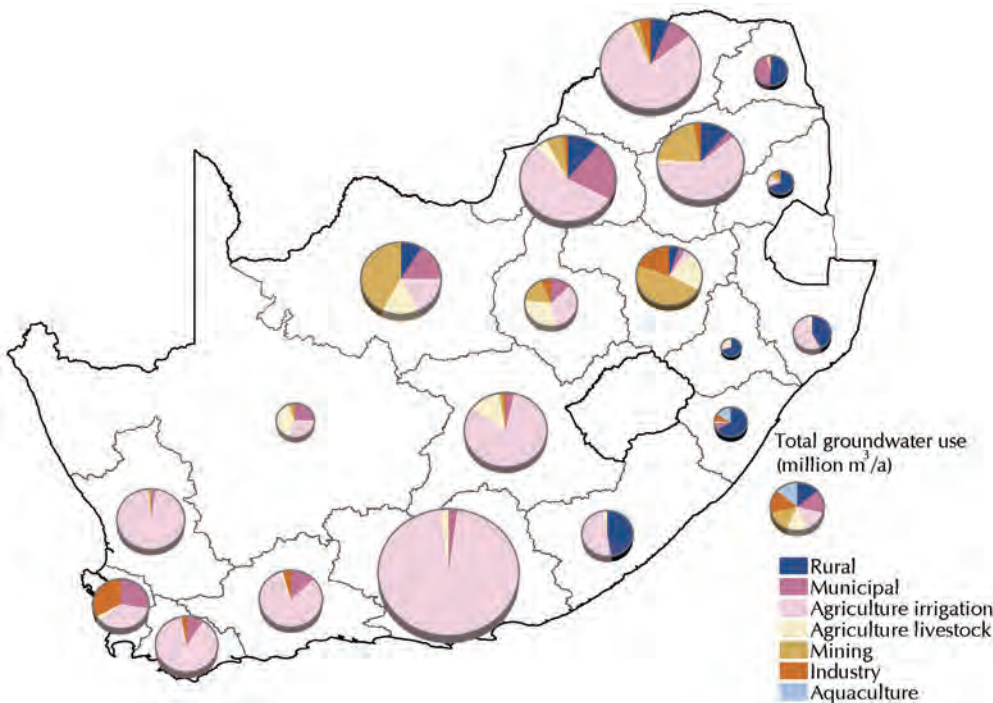 Total groundwater use
(million m³/a)
Rural
Municipal
Agriculture irrigation
Agriculture livestock
Mining
Industry
Aquaculture